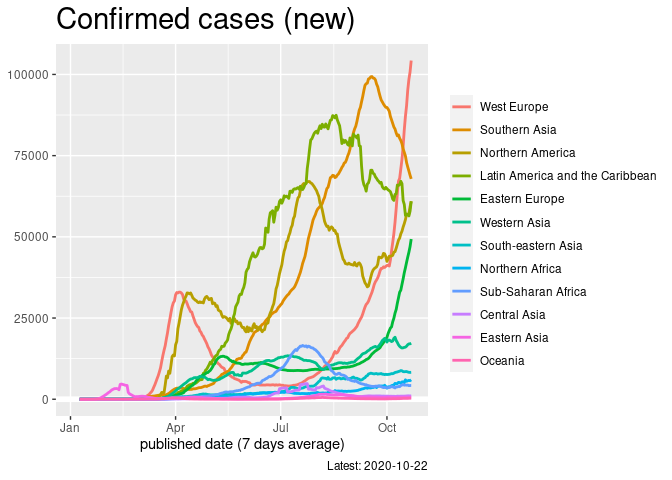 Confirmed cases (new)
100000
75000
50000
25000
0
Jan
Apr
Jul
Oct
published date (7 days average)
Latest: 2020-10-22
West Europe
Southern Asia
Northern America
Latin America and the Caribbean
Eastern Europe
Western Asia
South-eastern Asia
Northern Africa
Sub-Saharan Africa
Central Asia
Eastern Asia
Oceania